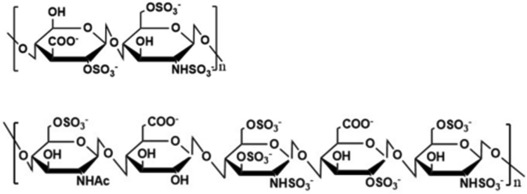 OSO₃⁻
OH O O O
COO⁻ OH
O O
OSO₃⁻ NHSO₃⁻ n
OSO₃⁻ COO⁻ OSO₃⁻ COO⁻ OSO₃⁻
O O O O O O
OH OH OSO₃⁻ OH OH
O O O O O
NHAc OH NHSO₃⁻ OSO₃⁻ NHSO₃⁻ n